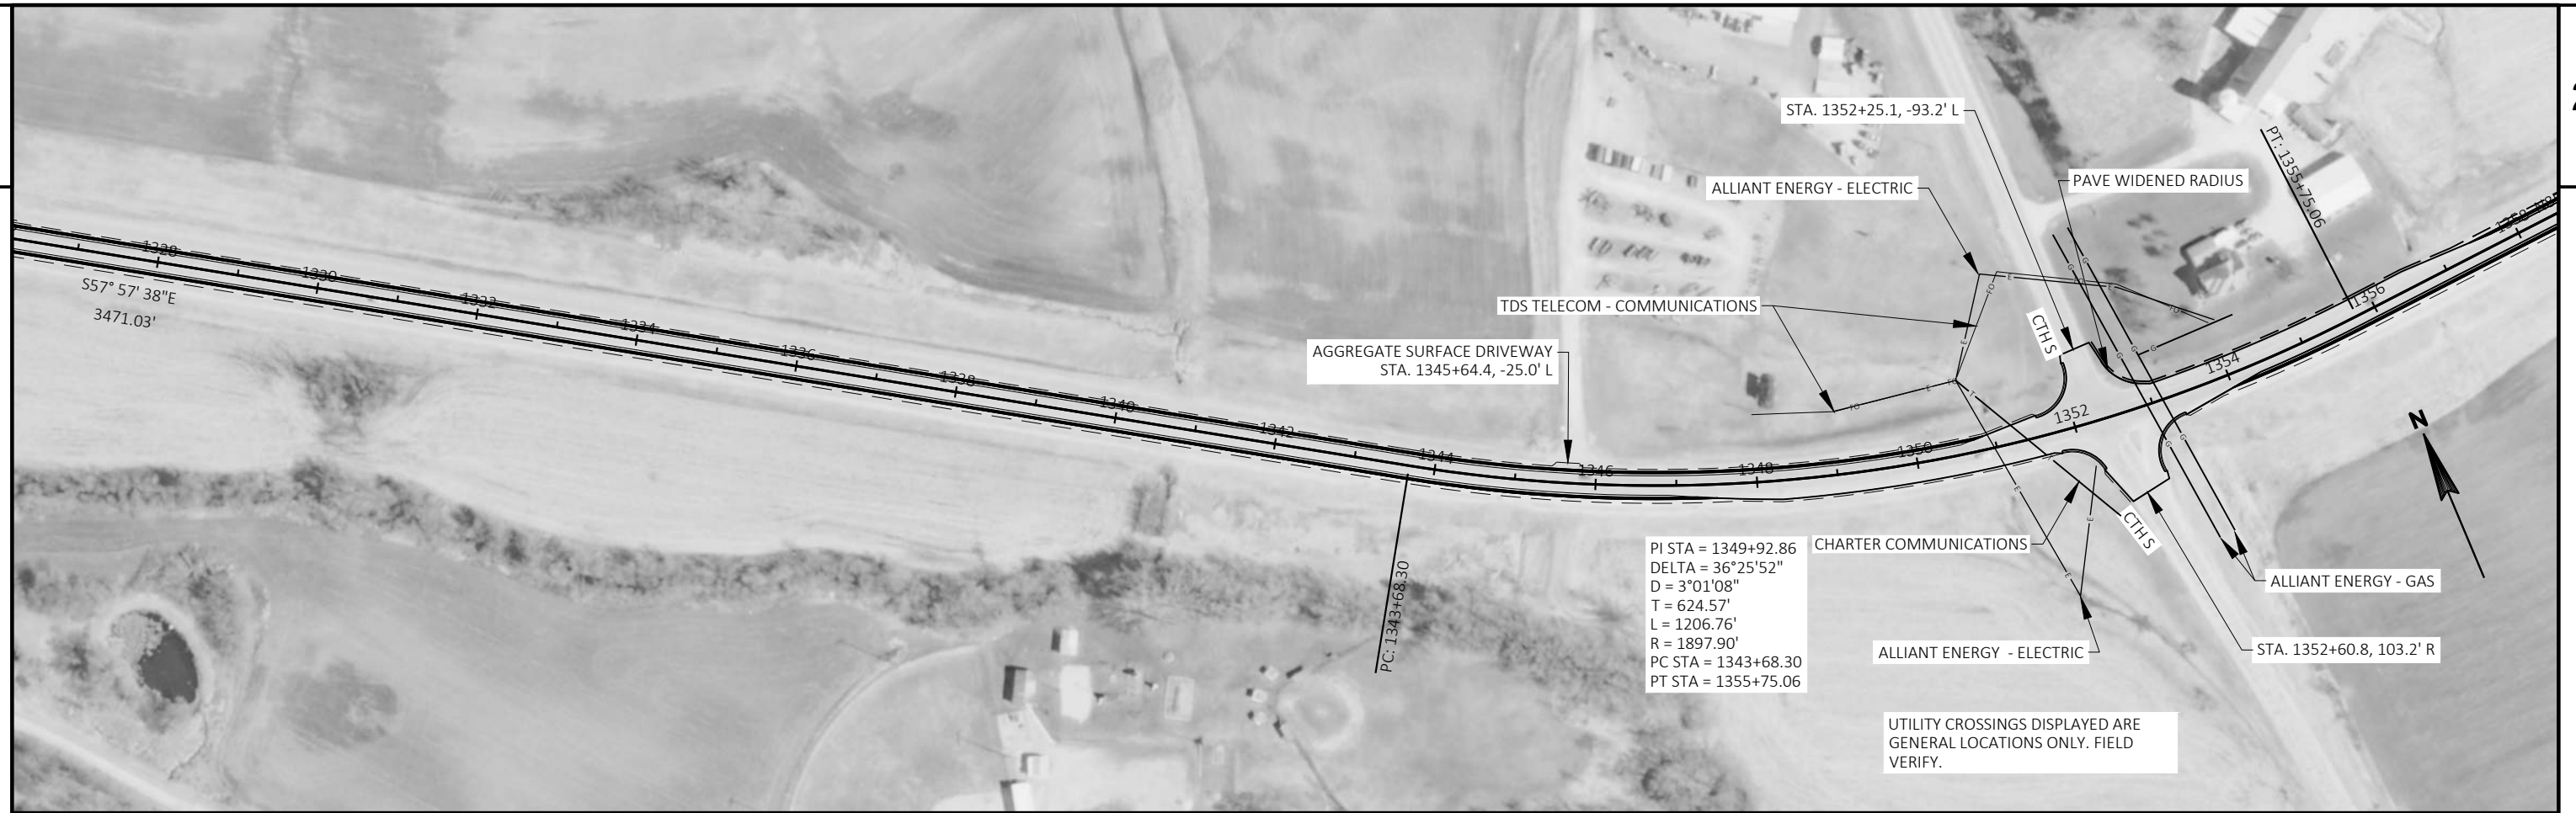 STA. 1352+25.1, -93.2' L
ALLIANT ENERGY - ELECTRIC
PAVE WIDENED RADIUS
PT: 1355+75.06
TDS TELECOM - COMMUNICATIONS
AGGREGATE SURFACE DRIVEWAY
STA. 1345+64.4, -25.0' L
CTH S
1328
1330
1332
1334
1336
1338
1340
1342
1344
1346
1348
1350
1352
1354
1356
1358
S57° 57' 38"E
3471.03'
PC: 1343+68.30
N
PI STA = 1349+92.86
DELTA = 36°25'52"
D = 3°01'08"
T = 624.57'
L = 1206.76'
R = 1897.90'
PC STA = 1343+68.30
PT STA = 1355+75.06
CHARTER COMMUNICATIONS
CTH S
ALLIANT ENERGY - GAS
ALLIANT ENERGY - ELECTRIC
STA. 1352+60.8, 103.2' R
UTILITY CROSSINGS DISPLAYED ARE
GENERAL LOCATIONS ONLY. FIELD
VERIFY.